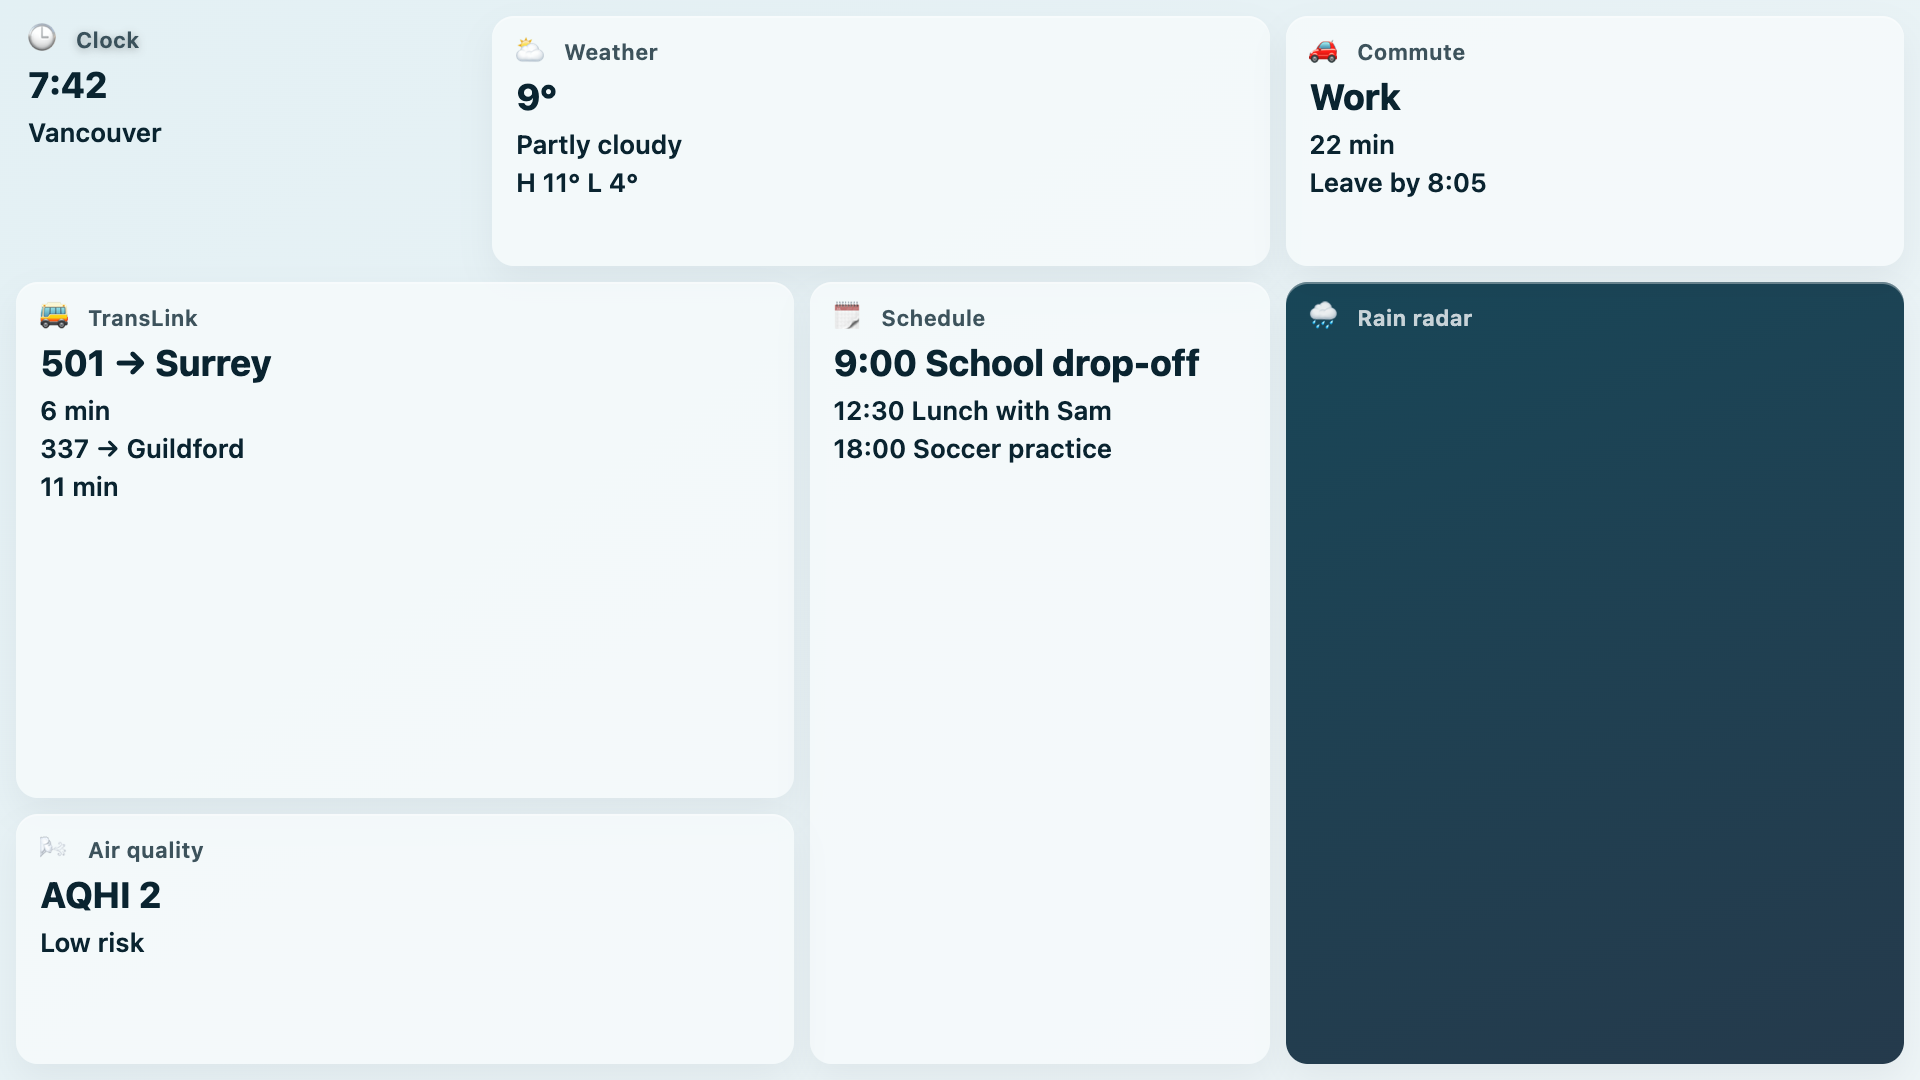 Clock
7:42
Vancouver
Weather
9°
Partly cloudy
H 11° L 4°
Commute
Work
22 min
Leave by 8:05
TransLink
501 → Surrey
6 min
337 → Guildford
11 min
Schedule
9:00 School drop-off
12:30 Lunch with Sam
18:00 Soccer practice
Rain radar
Air quality
AQHI 2
Low risk